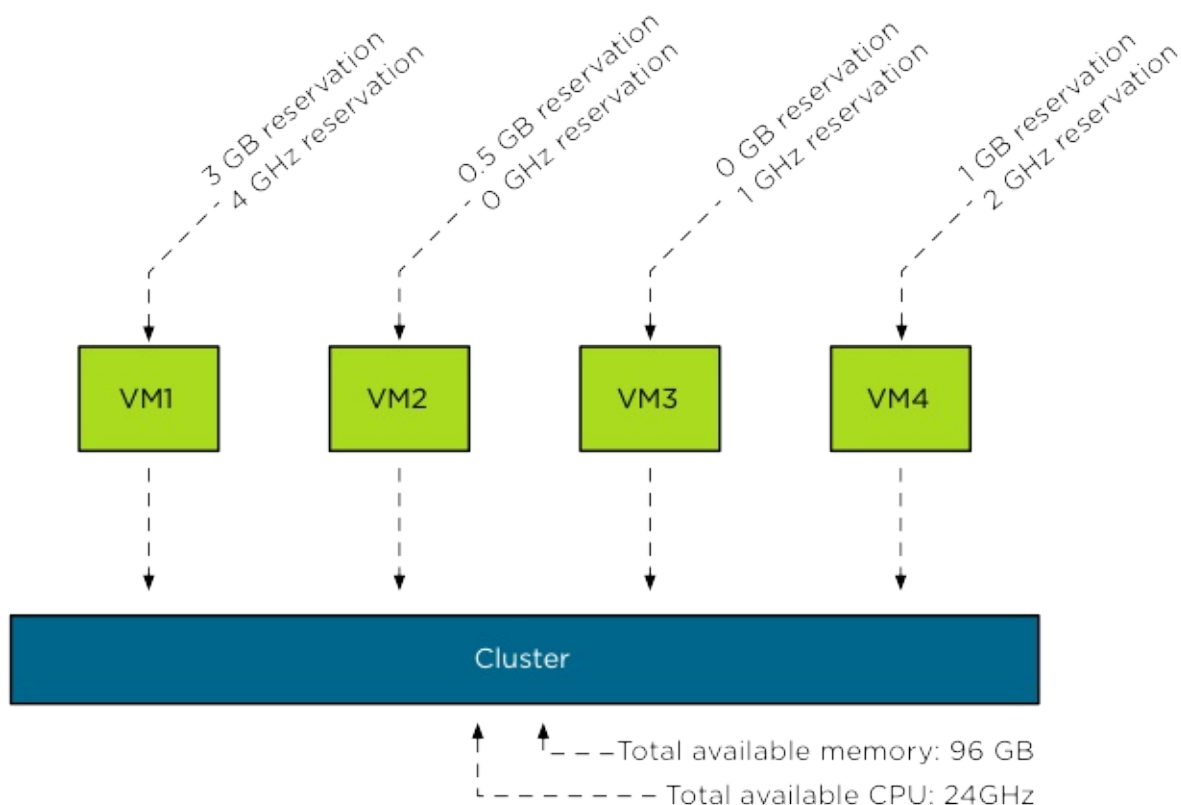 3 GB reservation
4 GHz reservation
0.5 GB reservation
0 GHz reservation
0 GB reservation
1 GHz reservation
1 GB reservation
2 GHz reservation
VM1
VM2
VM3
VM4
Cluster
Total available memory: 96 GB
Total available CPU: 24GHz